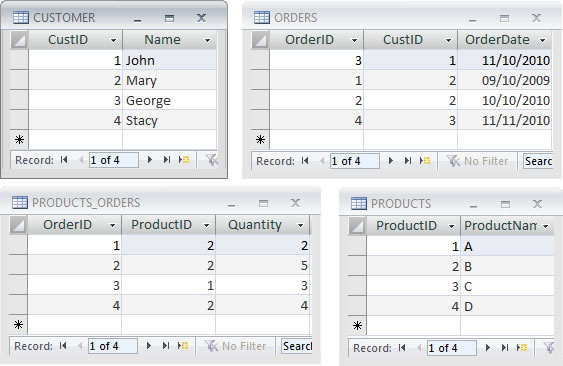 CUSTOMER
CustID Name
1 John
2 Mary
3 George
4 Stacy
Record: 1 of 4
ORDERS
OrderID CustID OrderDate
3 1 11/10/2010
1 2 09/10/2009
2 2 10/10/2010
4 3 11/11/2010
Record: 1 of 4 No Filter Searc
PRODUCTS_ORDERS
OrderID ProductID Quantity
1 2 2
2 2 5
3 1 3
4 2 4
Record: 1 of 4 No Filter Search
PRODUCTS
ProductID ProductNam
1 A
2 B
3 C
4 D
Record: 1 of 4